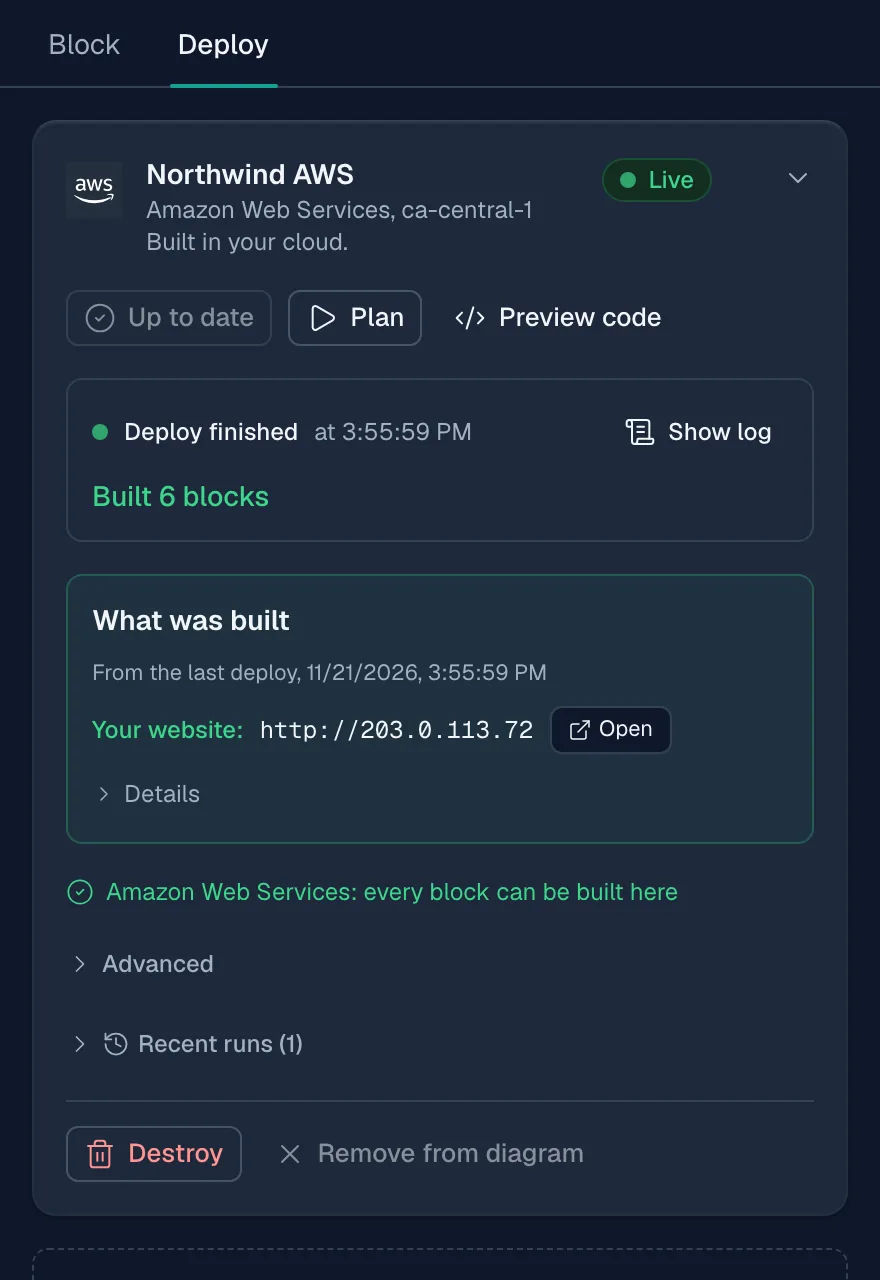 Block Deploy
aws
Northwind AWS
Live
Amazon Web Services, ca-central-1
Built in your cloud.
Up to date Plan </> Preview code
Deploy finished at 3:55:59 PM Show log
Built 6 blocks
What was built
From the last deploy, 11/21/2026, 3:55:59 PM
Your website: http://203.0.113.72 Open
Details
Amazon Web Services: every block can be built here
Advanced
Recent runs (1)
Destroy Remove from diagram